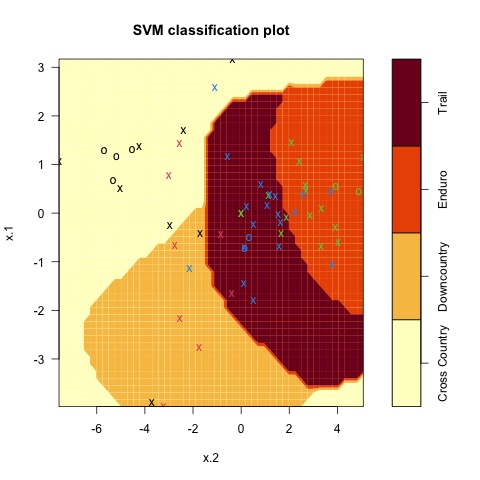 SVM classification plot
3
2
1
0
-1
-2
-3
x.1
-6
-4
-2
0
2
4
x.2
Trail
Enduro
Downcountry
Cross Country